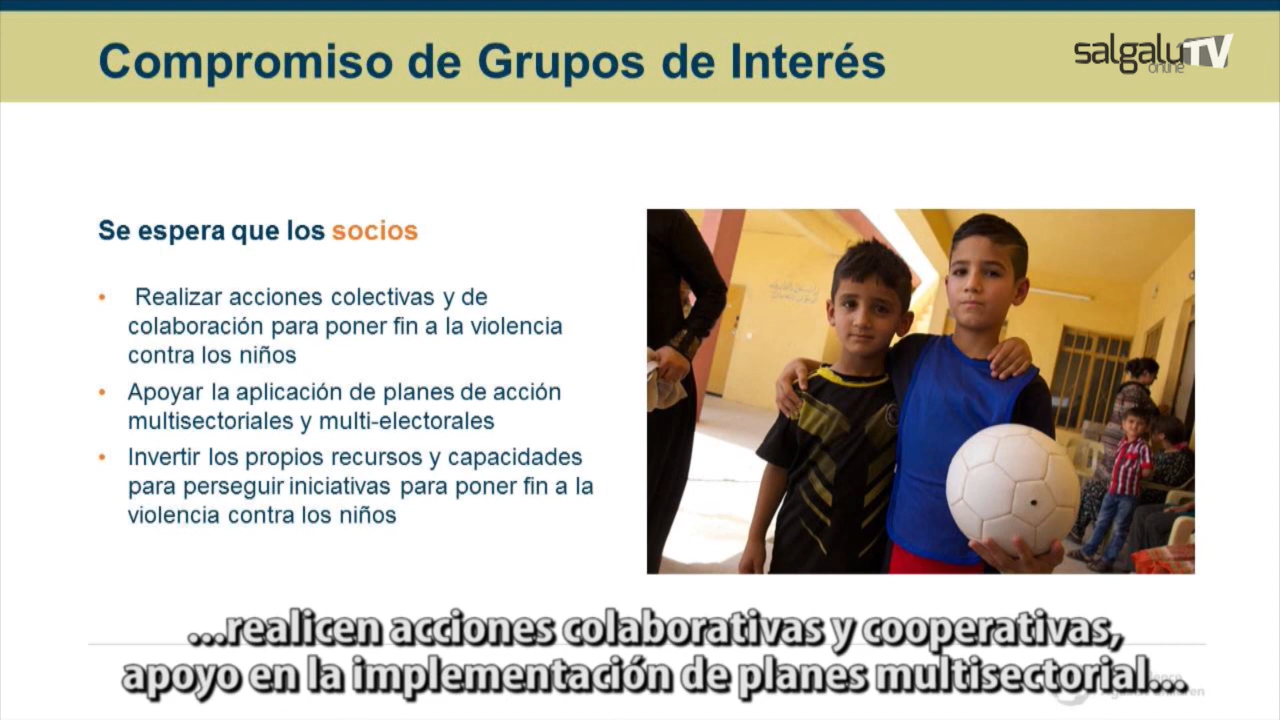 Compromiso de Grupos de Interés
salgaluTV
online
Se espera que los socios
• Realizar acciones colectivas y de
colaboración para poner fin a la violencia
contra los niños
• Apoyar la aplicación de planes de acción
multisectoriales y multi-electorales
• Invertir los propios recursos y capacidades
para perseguir iniciativas para poner fin a la
violencia contra los niños
...realicen acciones colaborativas y cooperativas,
apoyo en la implementación de planes multisectorial...